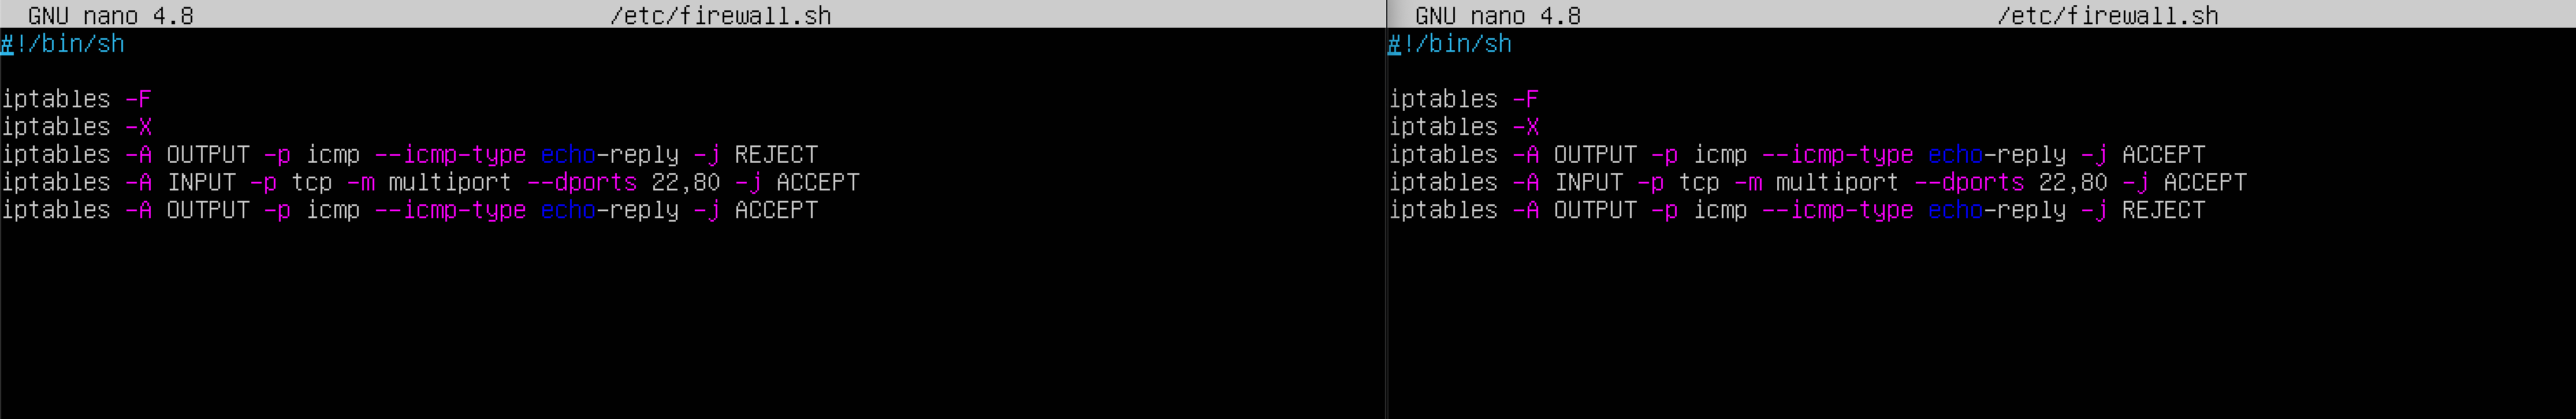 GNU nano 4.8 /etc/firewall.sh
#!/bin/sh
iptables -F
iptables -X
iptables -A OUTPUT -p icmp --icmp-type echo-reply -j REJECT
iptables -A INPUT -p tcp -m multiport --dports 22,80 -j ACCEPT
iptables -A OUTPUT -p icmp --icmp-type echo-reply -j ACCEPT
GNU nano 4.8 /etc/firewall.sh
#!/bin/sh
iptables -F
iptables -X
iptables -A OUTPUT -p icmp --icmp-type echo-reply -j ACCEPT
iptables -A INPUT -p tcp -m multiport --dports 22,80 -j ACCEPT
iptables -A OUTPUT -p icmp --icmp-type echo-reply -j REJECT